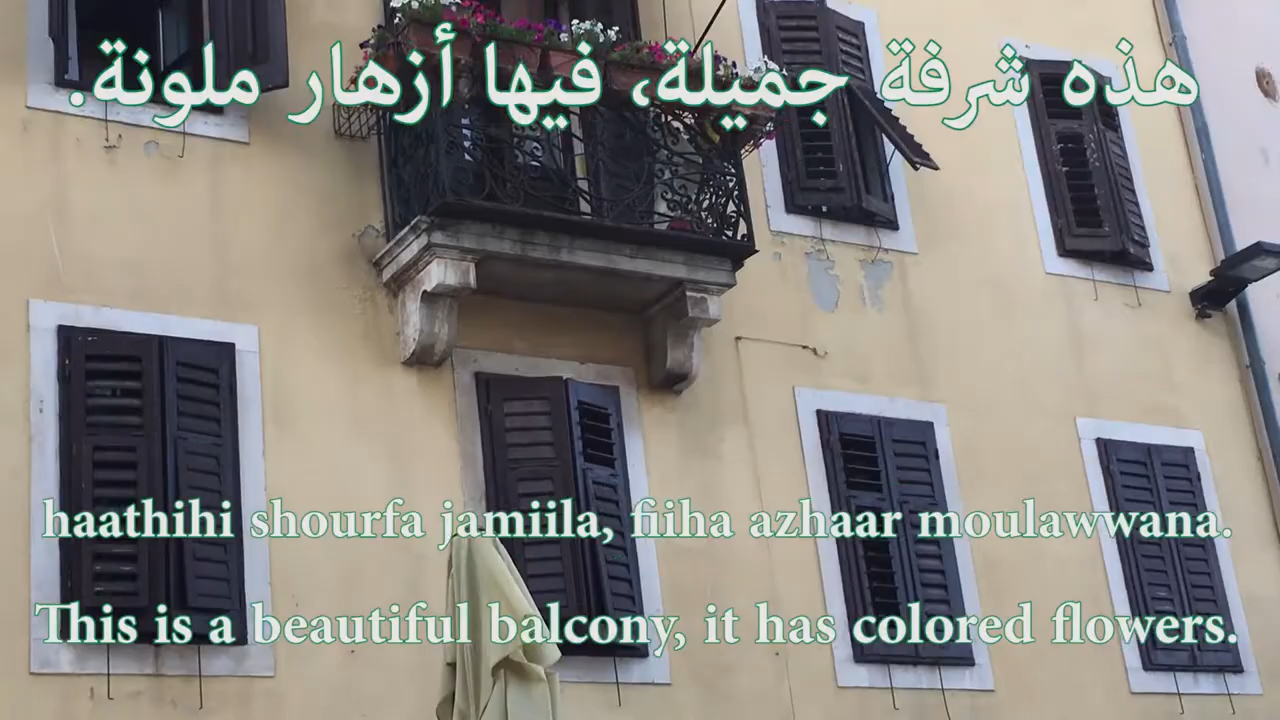 هذه شرفة جميلة، فيها أزهار ملونة.
haathihi shourfa jamiila, fiiha azhaar moulawwana.
This is a beautiful balcony, it has colored flowers.